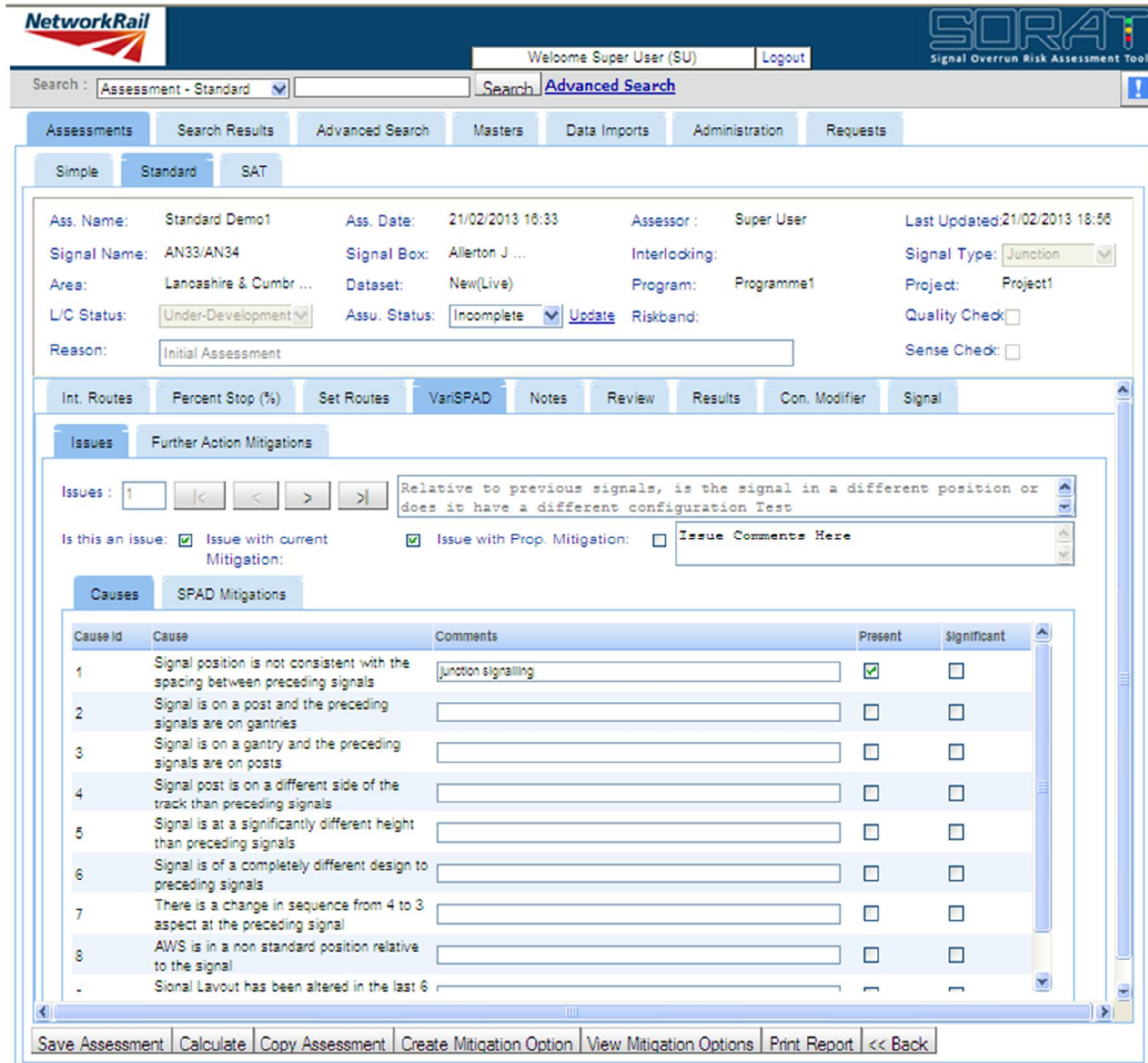 NetworkRail
SORAT
Signal Overrun Risk Assessment Tool
Welcome Super User (SU) Logout
Search : Assessment - Standard Search Advanced Search !
Assessments Search Results Advanced Search Masters Data Imports Administration Requests
Simple Standard SAT
Ass. Name: Standard Demo1 Ass. Date: 21/02/2013 16:33 Assessor : Super User Last Updated:21/02/2013 18:56
Signal Name: AN33/AN34 Signal Box: Allerton J ... Interlocking: Signal Type: Junction
Area: Lancashire & Cumbr ... Dataset: New(Live) Program: Programme1 Project: Project1
L/C Status: Under-Development Assu. Status: Incomplete Update Riskband: Quality Check
Reason: Initial Assessment Sense Check:
Int. Routes Percent Stop (%) Set Routes VariSPAD Notes Review Results Con. Modifier Signal
Issues Further Action Mitigations
Issues : 1 |< < > >| Relative to previous signals, is the signal in a different position or
does it have a different configuration Test
Is this an issue: Issue with current Issue with Prop. Mitigation: Issue Comments Here
Mitigation:
Causes SPAD Mitigations
Cause Id Cause Comments Present Significant
1 Signal position is not consistent with the junction signalling
spacing between preceding signals
2 Signal is on a post and the preceding
signals are on gantries
3 Signal is on a gantry and the preceding
signals are on posts
4 Signal post is on a different side of the
track than preceding signals
5 Signal is at a significantly different height
than preceding signals
6 Signal is of a completely different design to
preceding signals
7 There is a change in sequence from 4 to 3
aspect at the preceding signal
8 AWS is in a non standard position relative
to the signal
Signal Layout has been altered in the last 6
Save Assessment Calculate Copy Assessment Create Mitigation Option View Mitigation Options Print Report << Back